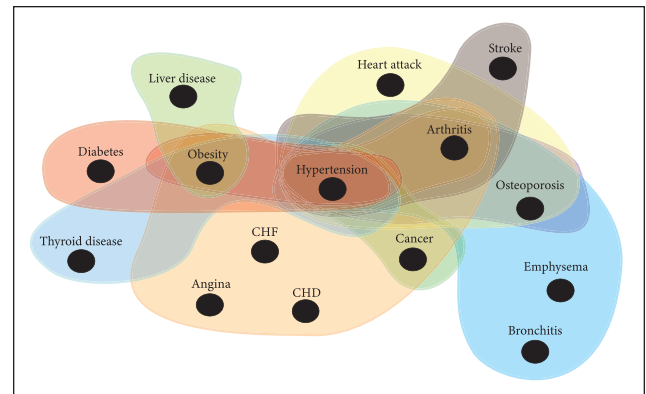 Stroke
Heart attack
Liver disease
Arthritis
Diabetes
Obesity
Hypertension
Osteoporosis
Thyroid disease
CHF
Cancer
Emphysema
Angina
CHD
Bronchitis